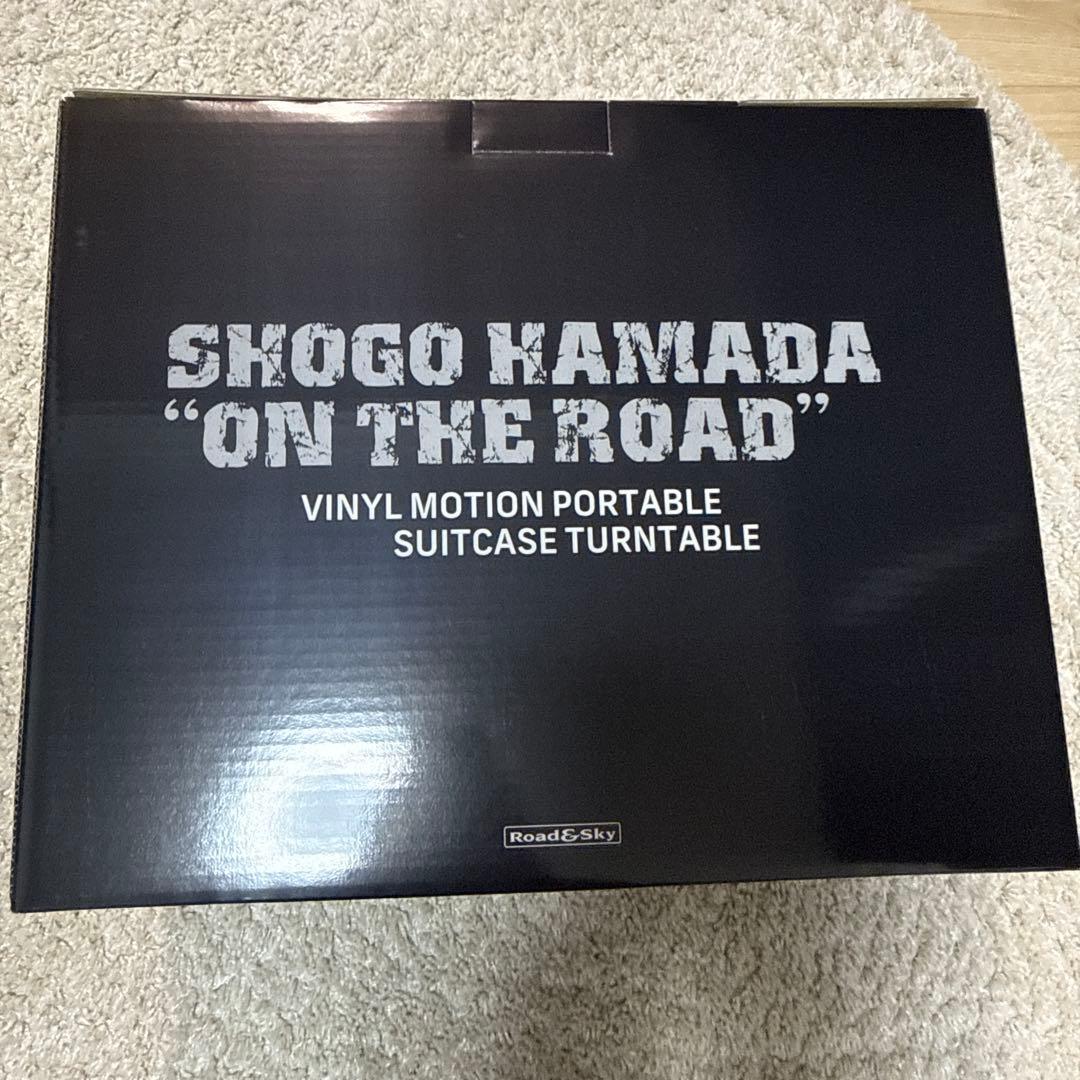 SHOGO HAMADA
“ON THE ROAD”
VINYL MOTION PORTABLE
SUITCASE TURNTABLE
Road&Sky